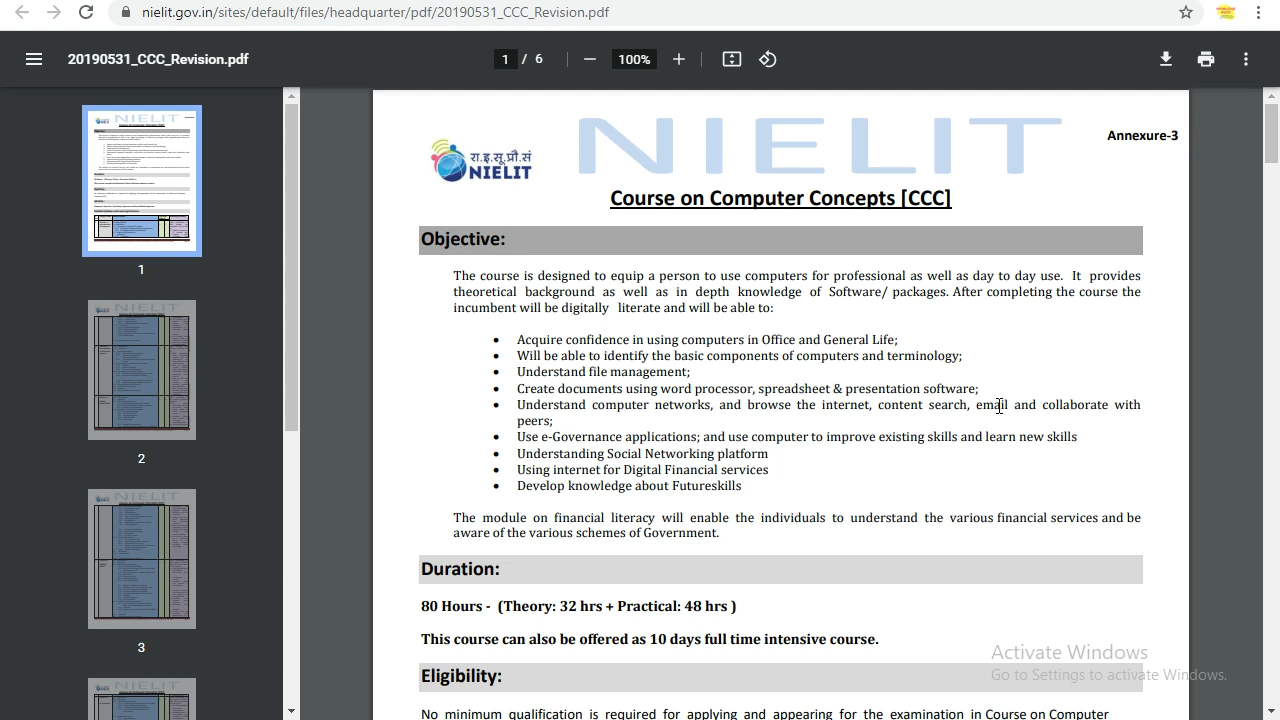 nielit.gov.in/sites/default/files/headquarter/pdf/20190531_CCC_Revision.pdf
20190531_CCC_Revision.pdf
1 / 6
100%
NIELIT
Annexure-3
रा.इ.सू.प्रौ.सं
NIELIT
Course on Computer Concepts [CCC]
Objective:
The course is designed to equip a person to use computers for professional as well as day to day use. It provides
theoretical background as well as in depth knowledge of Software/ packages. After completing the course the
incumbent will be digitally literate and will be able to:
• Acquire confidence in using computers in Office and General Life;
• Will be able to identify the basic components of computers and terminology;
• Understand file management;
• Create documents using word processor, spreadsheet & presentation software;
• Understand computer networks, and browse the internet, content search, email and collaborate with
peers;
• Use e-Governance applications; and use computer to improve existing skills and learn new skills
• Understanding Social Networking platform
• Using internet for Digital Financial services
• Develop knowledge about Futureskills
The module on financial literacy will enable the individuals to understand the various financial services and be
aware of the various schemes of Government.
Duration:
80 Hours - (Theory: 32 hrs + Practical: 48 hrs )
This course can also be offered as 10 days full time intensive course.
Eligibility:
No minimum qualification is required for applying and appearing for the examination in Course on Computer
1
2
3
Activate Windows
Go to Settings to activate Windows.